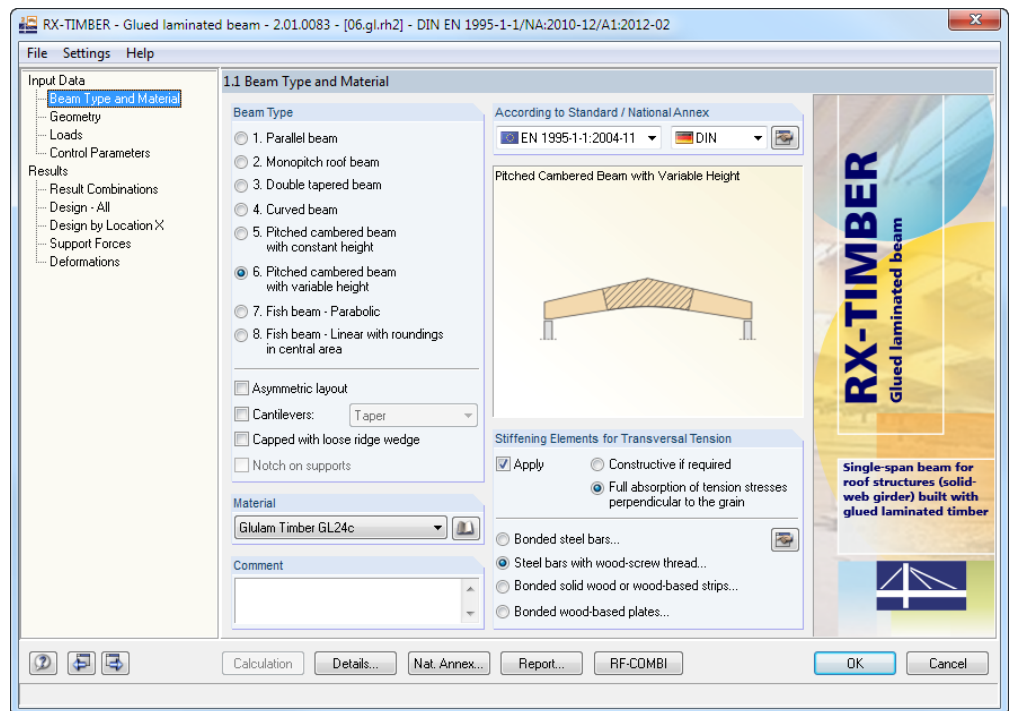 RX-TIMBER - Glued laminated beam - 2.01.0083 - [06.gl.rh2] - DIN EN 1995-1-1/NA:2010-12/A1:2012-02
File Settings Help
Input Data
Beam Type and Material
Geometry
Loads
Control Parameters
Results
Result Combinations
Design - All
Design by Location X
Support Forces
Deformations
1.1 Beam Type and Material
Beam Type
1. Parallel beam
2. Monopitch roof beam
3. Double tapered beam
4. Curved beam
5. Pitched cambered beam
with constant height
6. Pitched cambered beam
with variable height
7. Fish beam - Parabolic
8. Fish beam - Linear with roundings
in central area
Asymmetric layout
Cantilevers: Taper
Capped with loose ridge wedge
Notch on supports
Material
Glulam Timber GL24c
Comment
According to Standard / National Annex
EN 1995-1-1:2004-11 DIN
Pitched Cambered Beam with Variable Height
Stiffening Elements for Transversal Tension
Apply Constructive if required
Full absorption of tension stresses
perpendicular to the grain
Bonded steel bars...
Steel bars with wood-screw thread...
Bonded solid wood or wood-based strips...
Bonded wood-based plates...
RX-TIMBER
Glued laminated beam
Single-span beam for
roof structures (solid-
web girder) built with
glued laminated timber
Calculation Details... Nat. Annex... Report... RF-COMBI OK Cancel